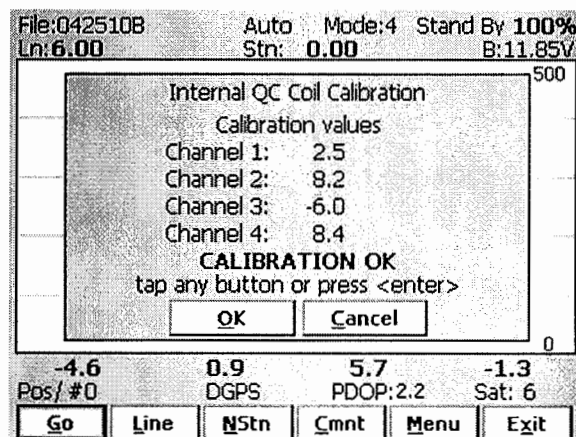 File:042510B Auto Mode:4 Stand By 100%
Ln:6.00 Stn: 0.00 B:11.85V
500
Internal QC Coil Calibration
Calibration values
Channel 1: 2.5
Channel 2: 8.2
Channel 3: -6.0
Channel 4: 8.4
CALIBRATION OK
tap any button or press <enter>
OK Cancel
0
-4.6 0.9 5.7 -1.3
Pos/ #0 DGPS PDOP:2.2 Sat: 6
Go Line NStn Cmnt Menu Exit